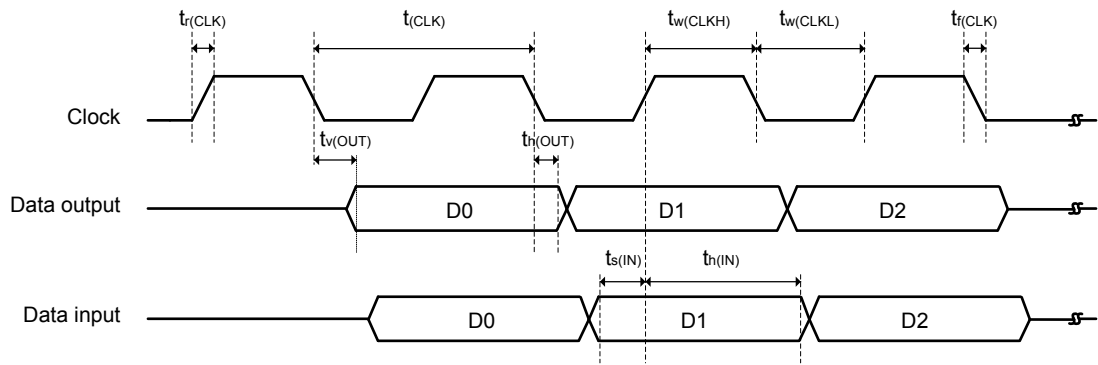 tr(CLK) t(CLK) tw(CLKH) tw(CLKL) tf(CLK)
Clock
tv(OUT) th(OUT)
Data output D0 D1 D2
ts(IN) th(IN)
Data input D0 D1 D2